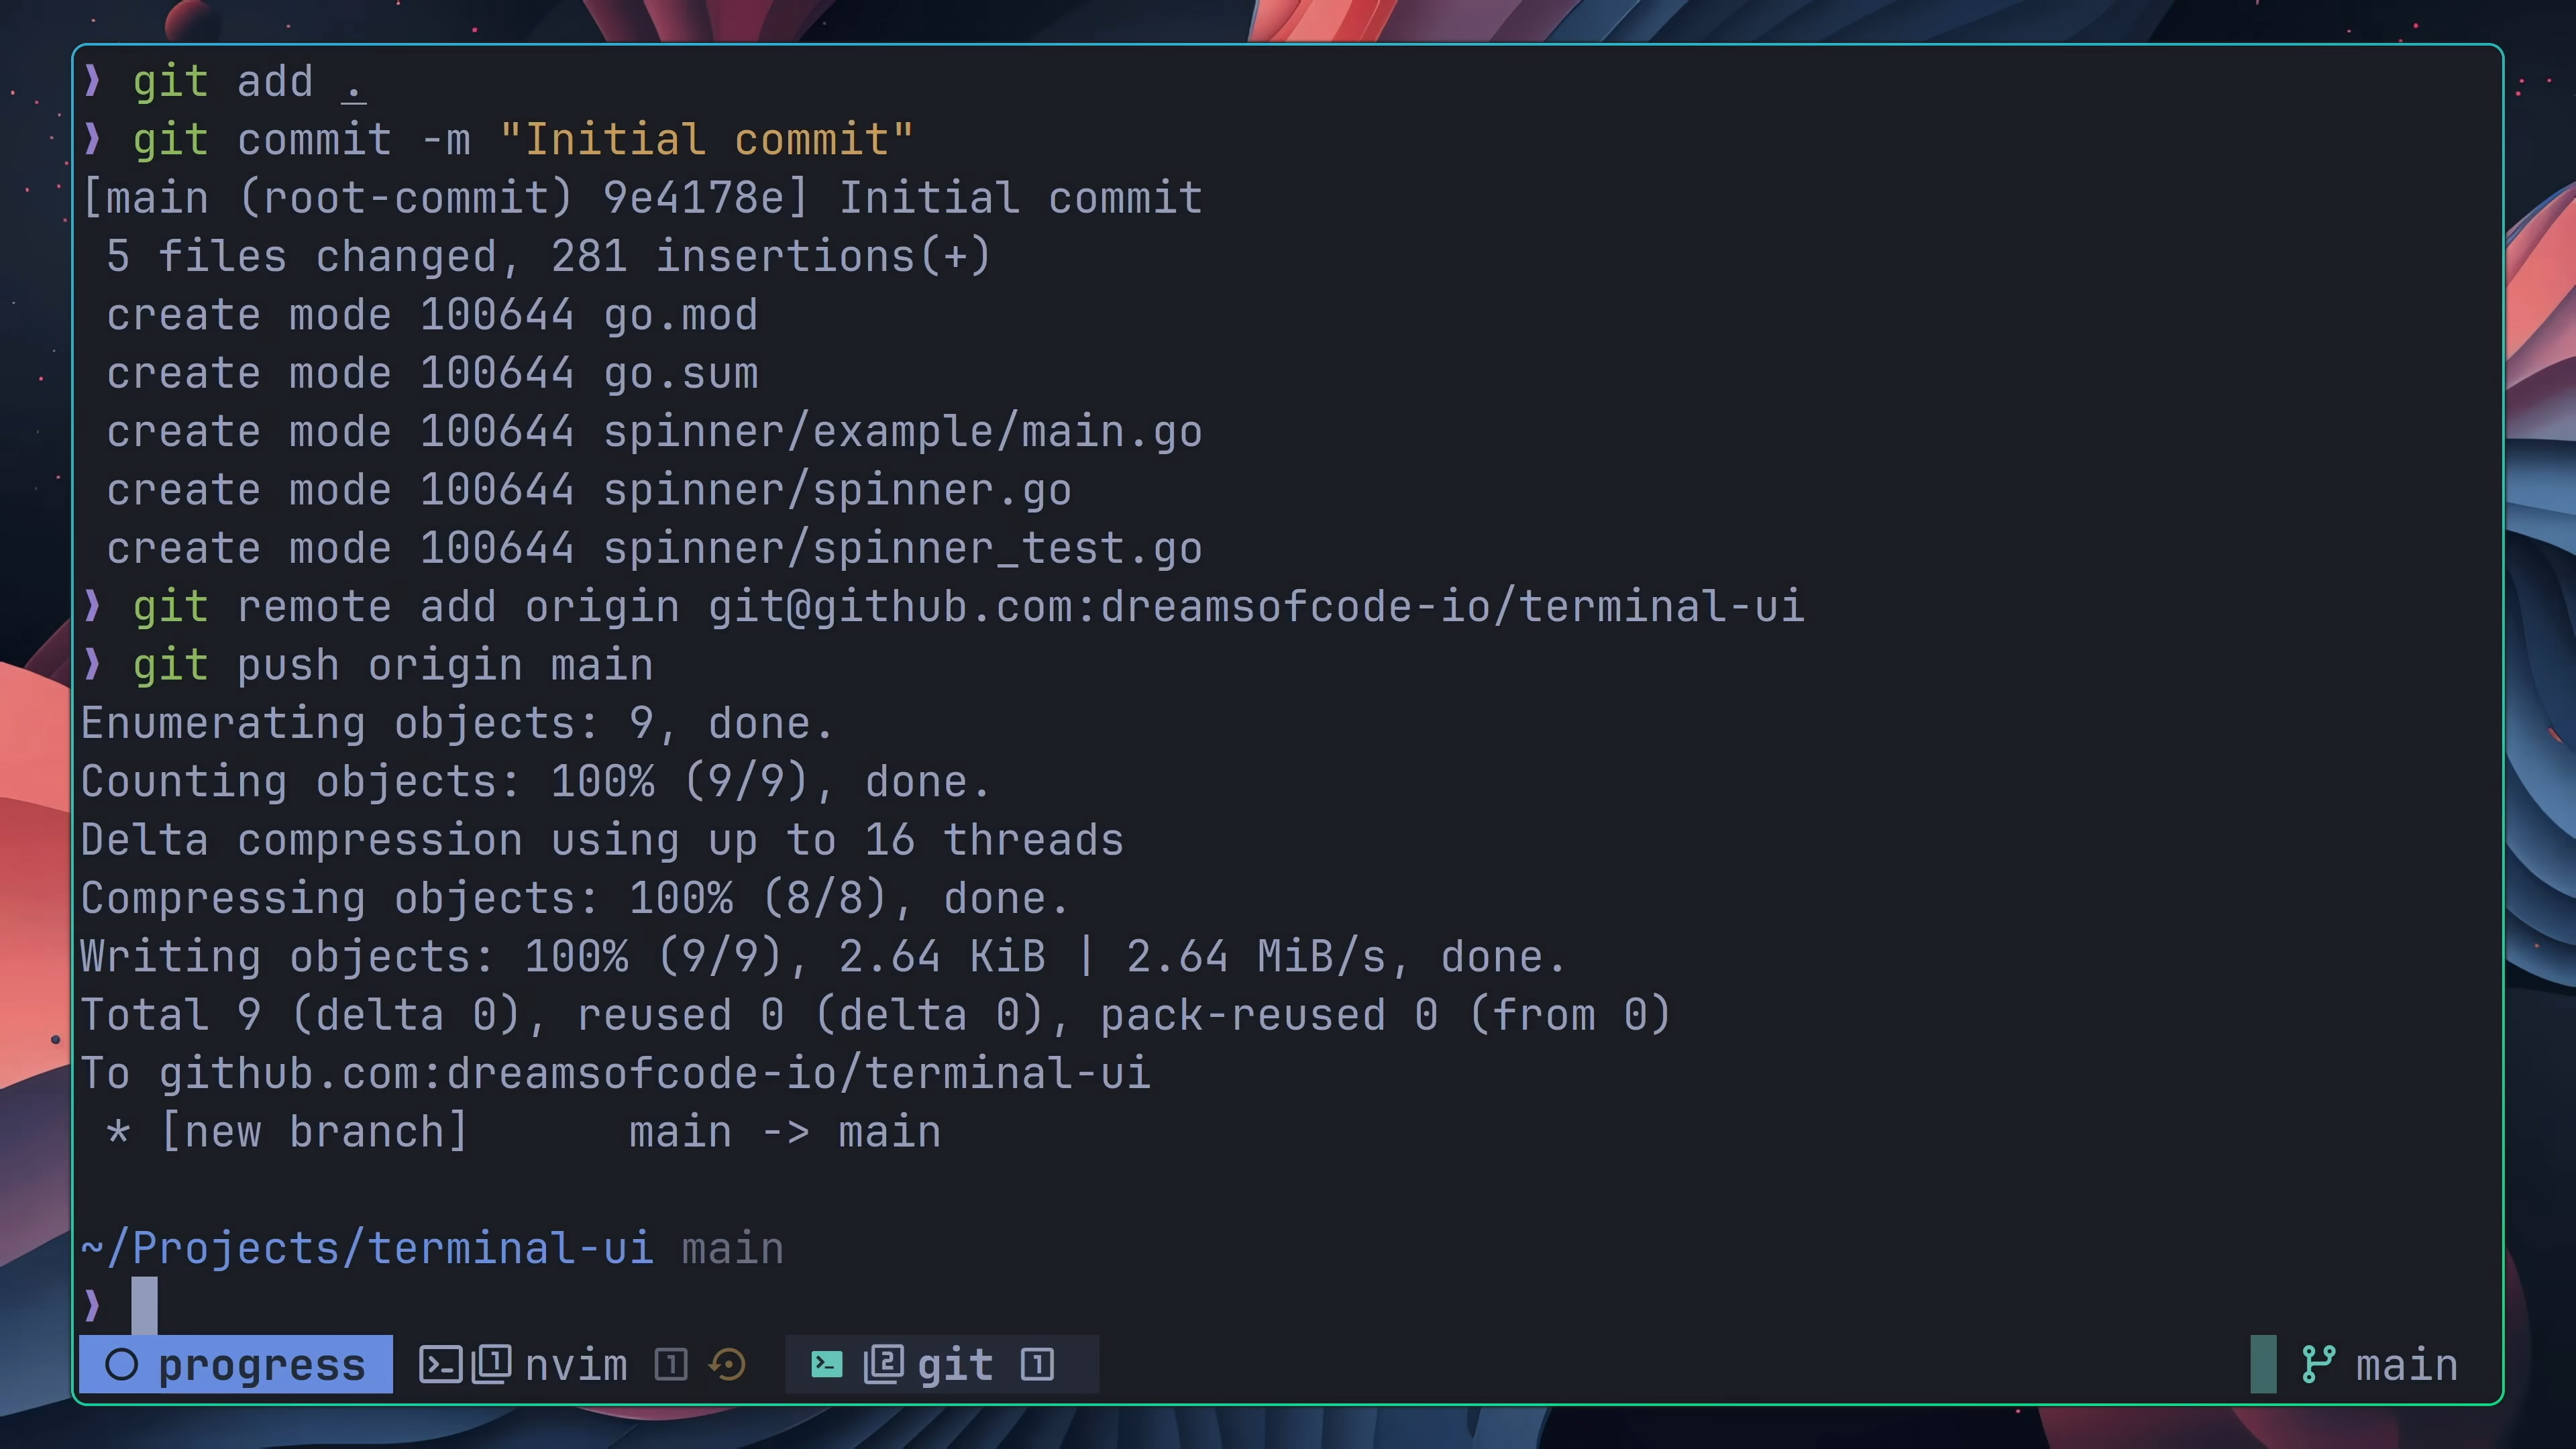 ❯ git add .
❯ git commit -m "Initial commit"
[main (root-commit) 9e4178e] Initial commit
 5 files changed, 281 insertions(+)
 create mode 100644 go.mod
 create mode 100644 go.sum
 create mode 100644 spinner/example/main.go
 create mode 100644 spinner/spinner.go
 create mode 100644 spinner/spinner_test.go
❯ git remote add origin git@github.com:dreamsofcode-io/terminal-ui
❯ git push origin main
Enumerating objects: 9, done.
Counting objects: 100% (9/9), done.
Delta compression using up to 16 threads
Compressing objects: 100% (8/8), done.
Writing objects: 100% (9/9), 2.64 KiB | 2.64 MiB/s, done.
Total 9 (delta 0), reused 0 (delta 0), pack-reused 0 (from 0)
To github.com:dreamsofcode-io/terminal-ui
 * [new branch]      main -> main
~/Projects/terminal-ui main
❯
progress 1 nvim 1 2 git 1 main